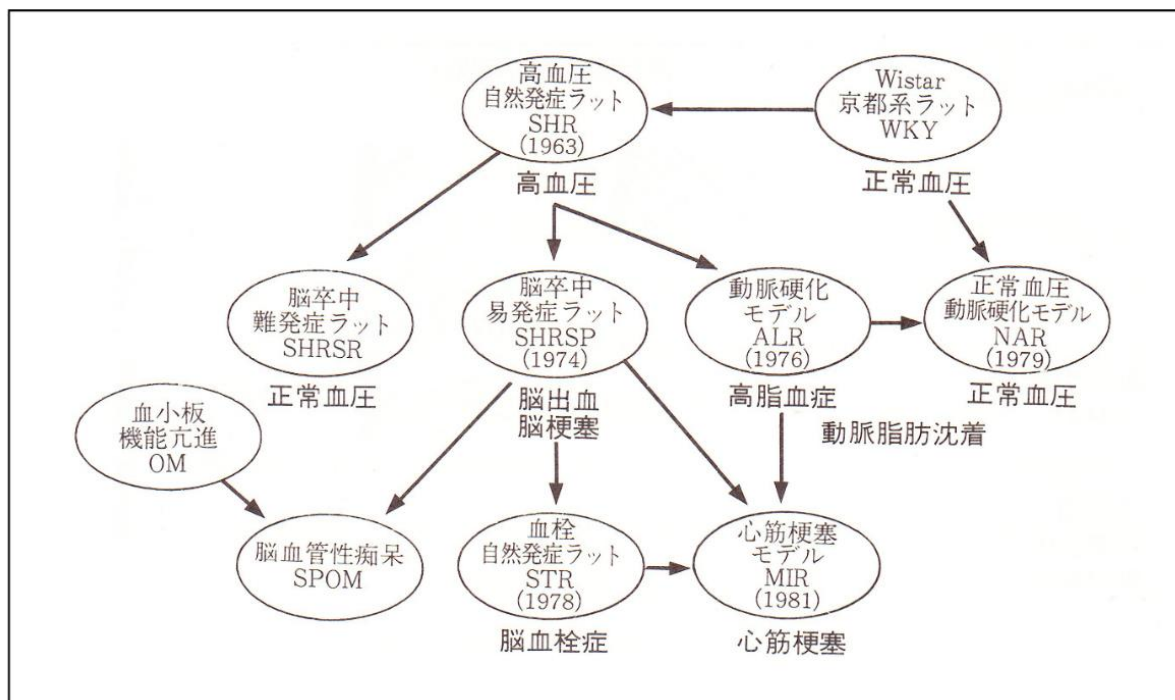 高血圧
自然発症ラット
SHR
(1963)
高血圧
Wistar
京都系ラット
WKY
正常血圧
脳卒中
難発症ラット
SHRSR
正常血圧
脳卒中
易発症ラット
SHRSP
(1974)
脳出血
脳梗塞
動脈硬化
モデル
ALR
(1976)
高脂血症
動脈脂肪沈着
正常血圧
動脈硬化モデル
NAR
(1979)
正常血圧
血小板
機能亢進
OM
脳血管性痴呆
SPOM
血栓
自然発症ラット
STR
(1978)
脳血栓症
心筋梗塞
モデル
MIR
(1981)
心筋梗塞